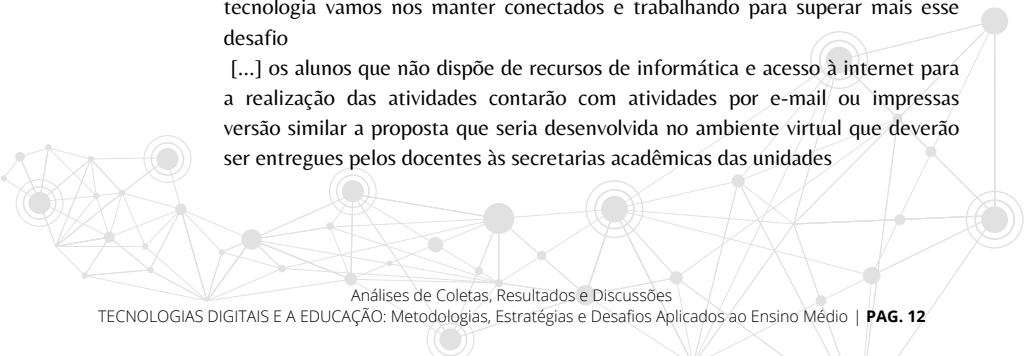 tecnologia vamos nos manter conectados e trabalhando para superar mais esse
desafio
[...] os alunos que não dispõe de recursos de informática e acesso à internet para
a realização das atividades contarão com atividades por e-mail ou impressas
versão similar a proposta que seria desenvolvida no ambiente virtual que deverão
ser entregues pelos docentes às secretarias acadêmicas das unidades
Análises de Coletas, Resultados e Discussões
TECNOLOGIAS DIGITAIS E A EDUCAÇÃO: Metodologias, Estratégias e Desafios Aplicados ao Ensino Médio | PAG. 12